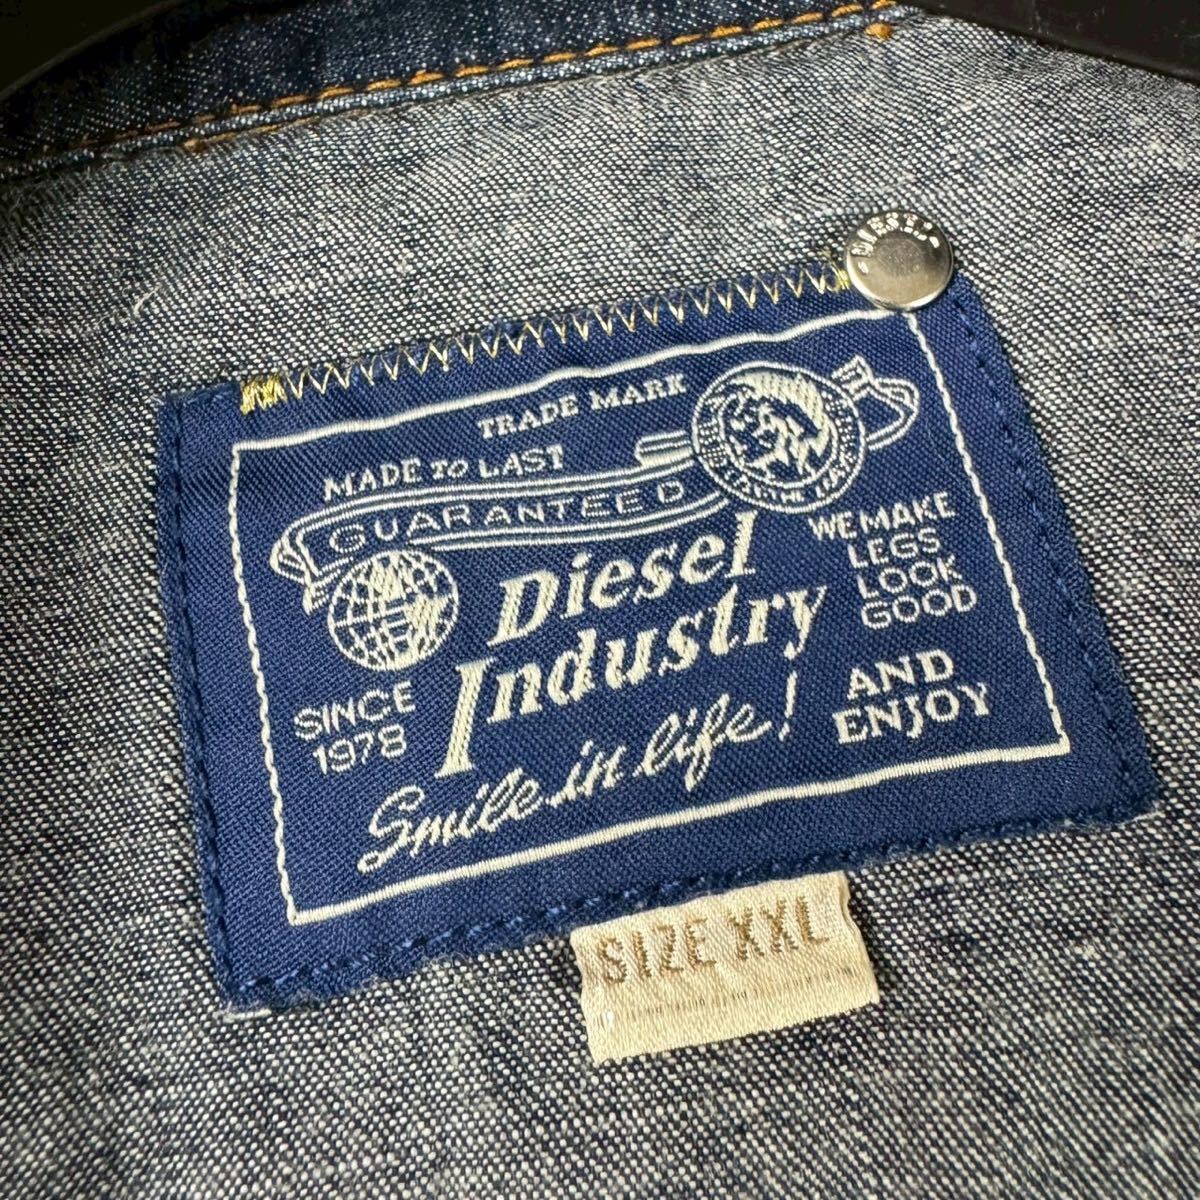 DIESEL
TRADE MARK
MADE TO LAST
GUARANTEED
Diesel
Industry
WE MAKE
LEGS
LOOK
GOOD
AND
ENJOY
SINCE
1978
Smile in life!
SIZE XXL